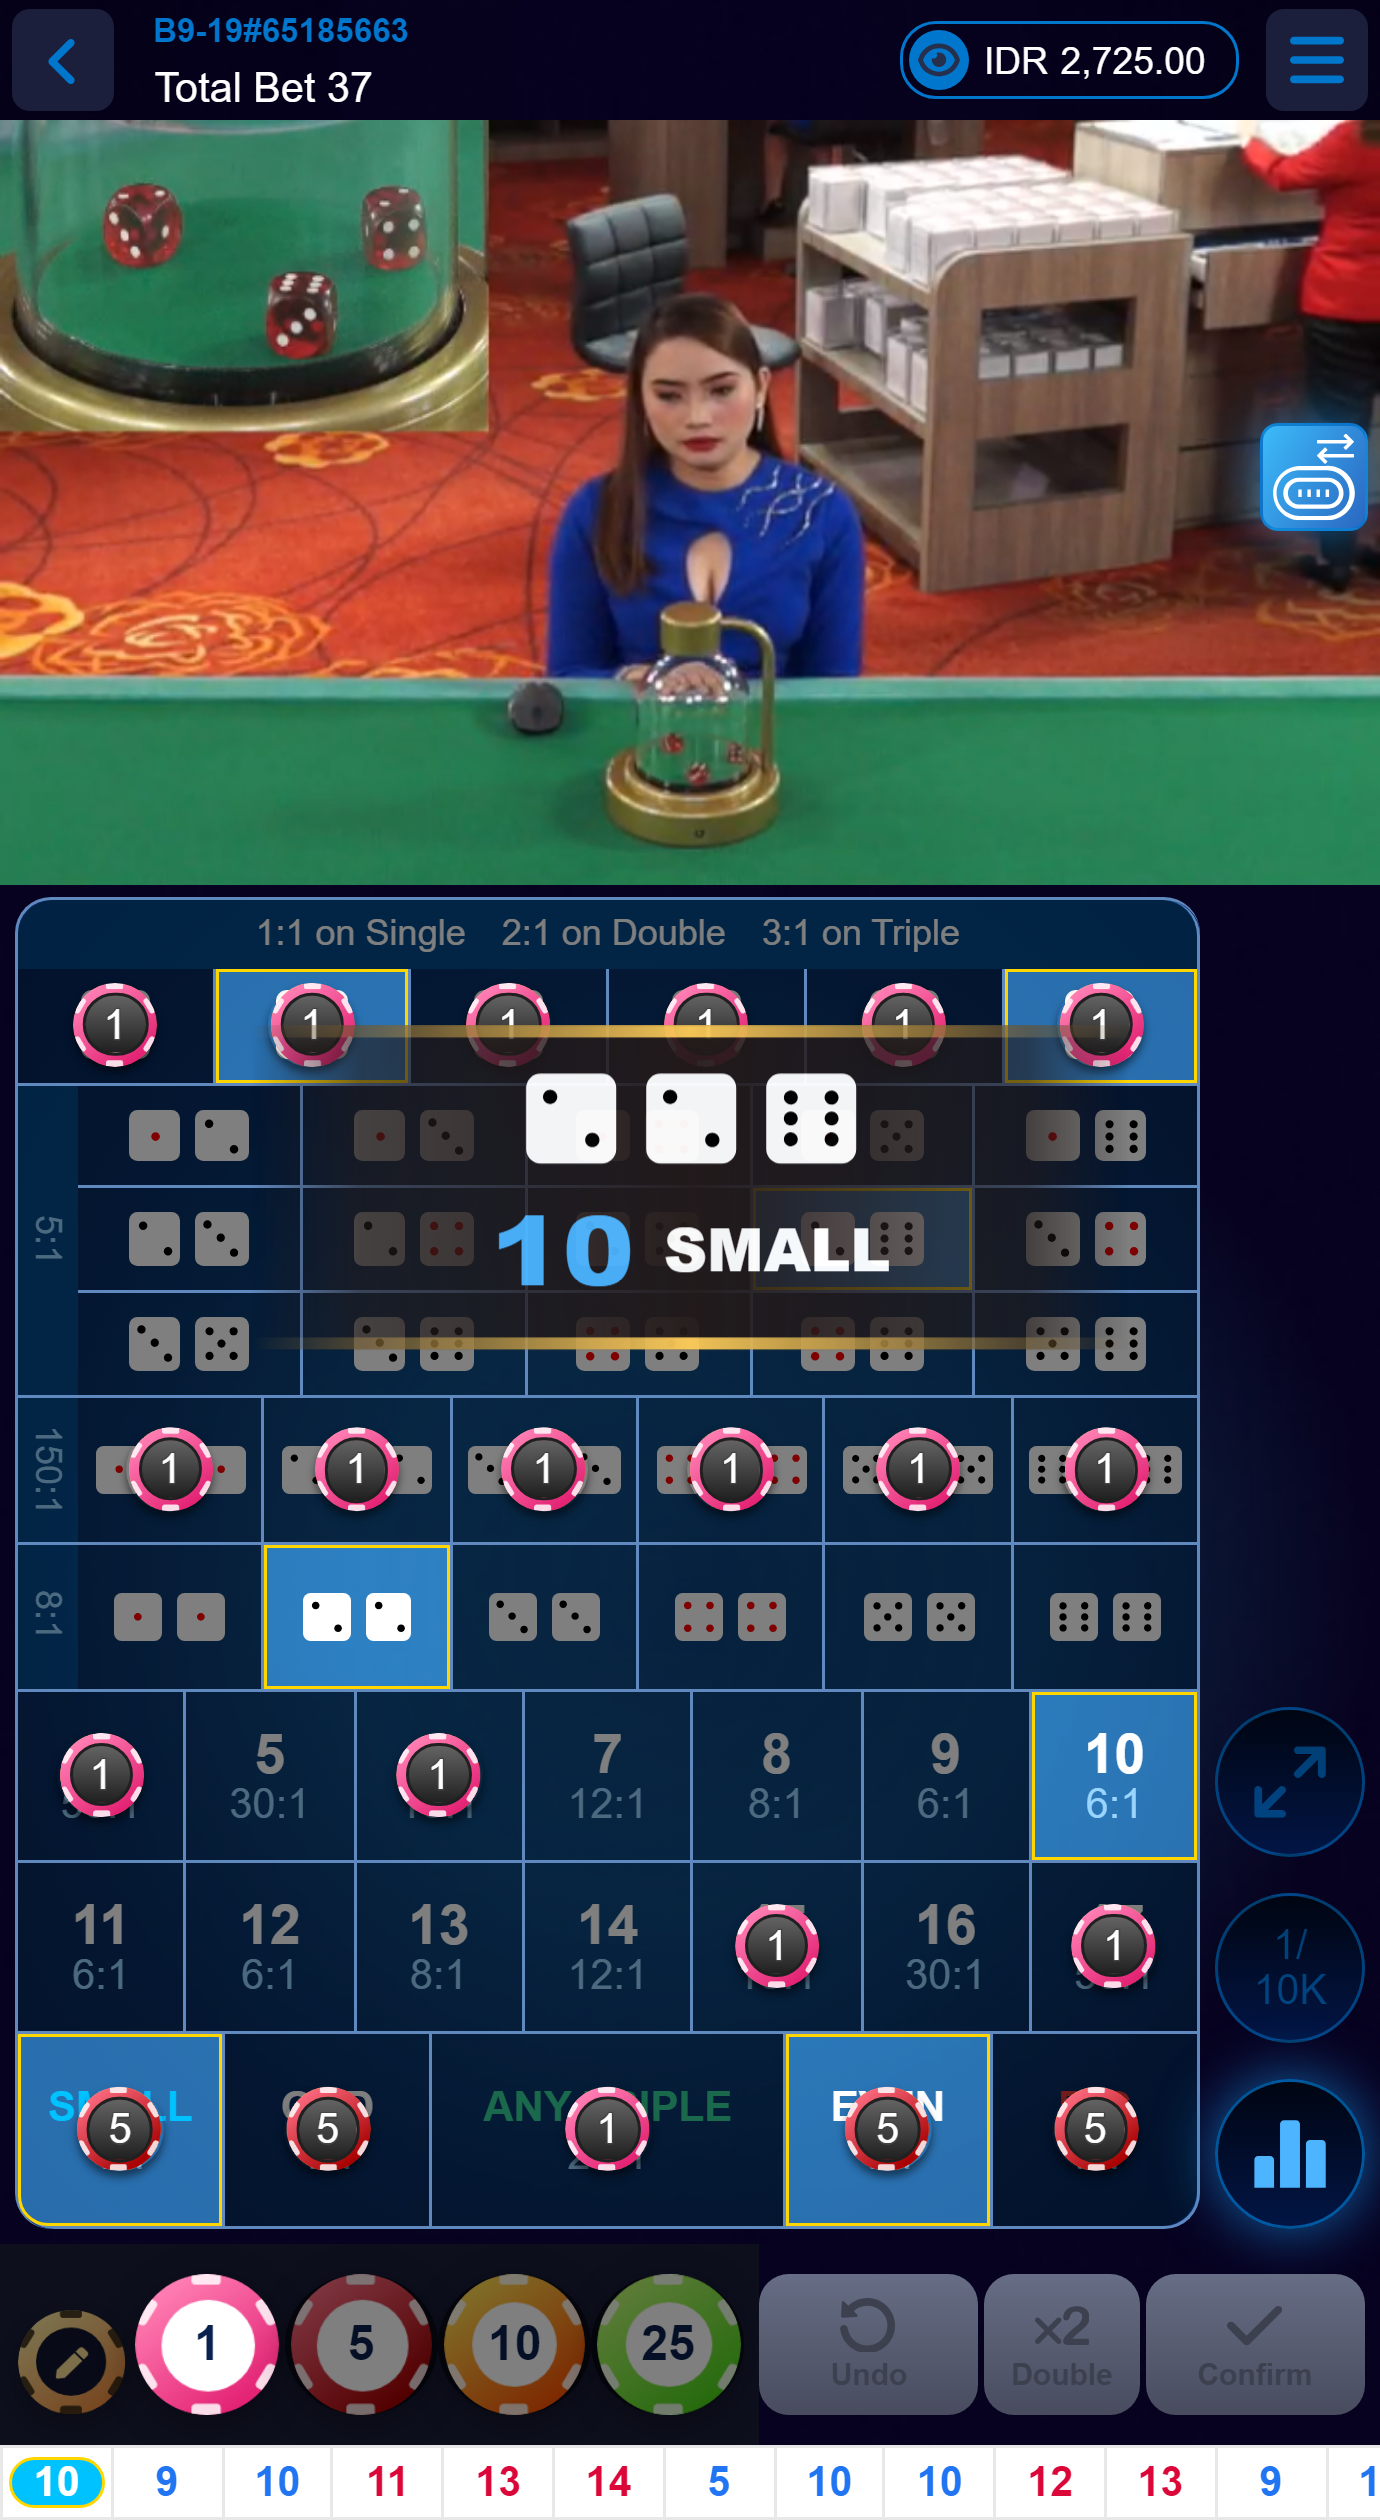 B9-19#65185663
Total Bet 37
IDR 2,725.00
1:1 on Single 2:1 on Double 3:1 on Triple
1 1 1 1 1 1
10 SMALL
5:1
150:1
1 1 1 1 1 1
8:1
1 5 1 7 8 9 10
30:1 12:1 8:1 6:1 6:1
11 12 13 14 1 16 1
6:1 6:1 8:1 12:1 30:1
SMALL ANY TRIPLE EVEN
5 5 1 5 5
1/
10K
1 5 10 25
Undo
x2
Double
Confirm
10 9 10 11 13 14 5 10 10 12 13 9